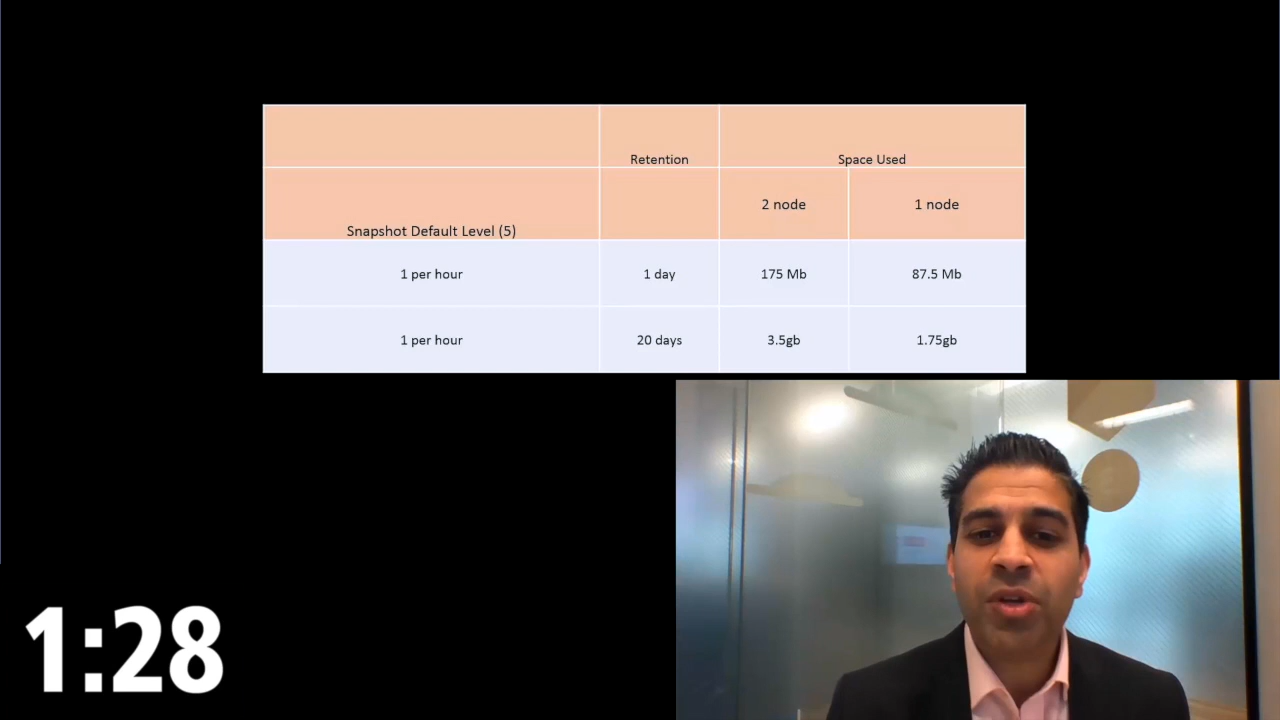 Retention Space Used
2 node 1 node
Snapshot Default Level (5)
1 per hour 1 day 175 Mb 87.5 Mb
1 per hour 20 days 3.5gb 1.75gb
1:28